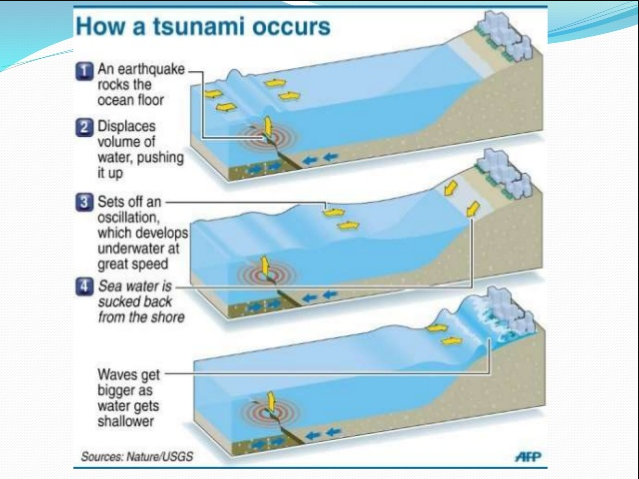 How a tsunami occurs
1 An earthquake
rocks the
ocean floor
2 Displaces
volume of
water, pushing
it up
3 Sets off an
oscillation,
which develops
underwater at
great speed
4 Sea water is
sucked back
from the shore
Waves get
bigger as
water gets
shallower
Sources: Nature/USGS
AFP